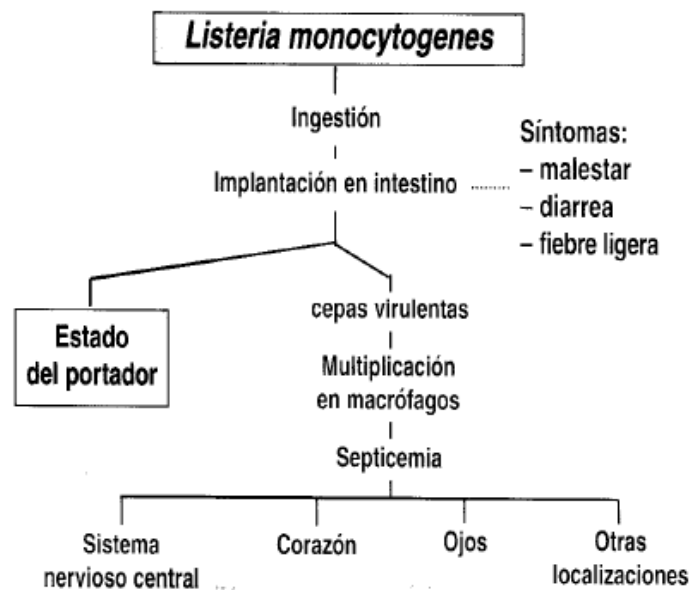 Listeria monocytogenes
Ingestión
Implantación en intestino
Síntomas:
– malestar
– diarrea
– fiebre ligera
Estado
del portador
cepas virulentas
Multiplicación
en macrófagos
Septicemia
Sistema
nervioso central
Corazón
Ojos
Otras
localizaciones